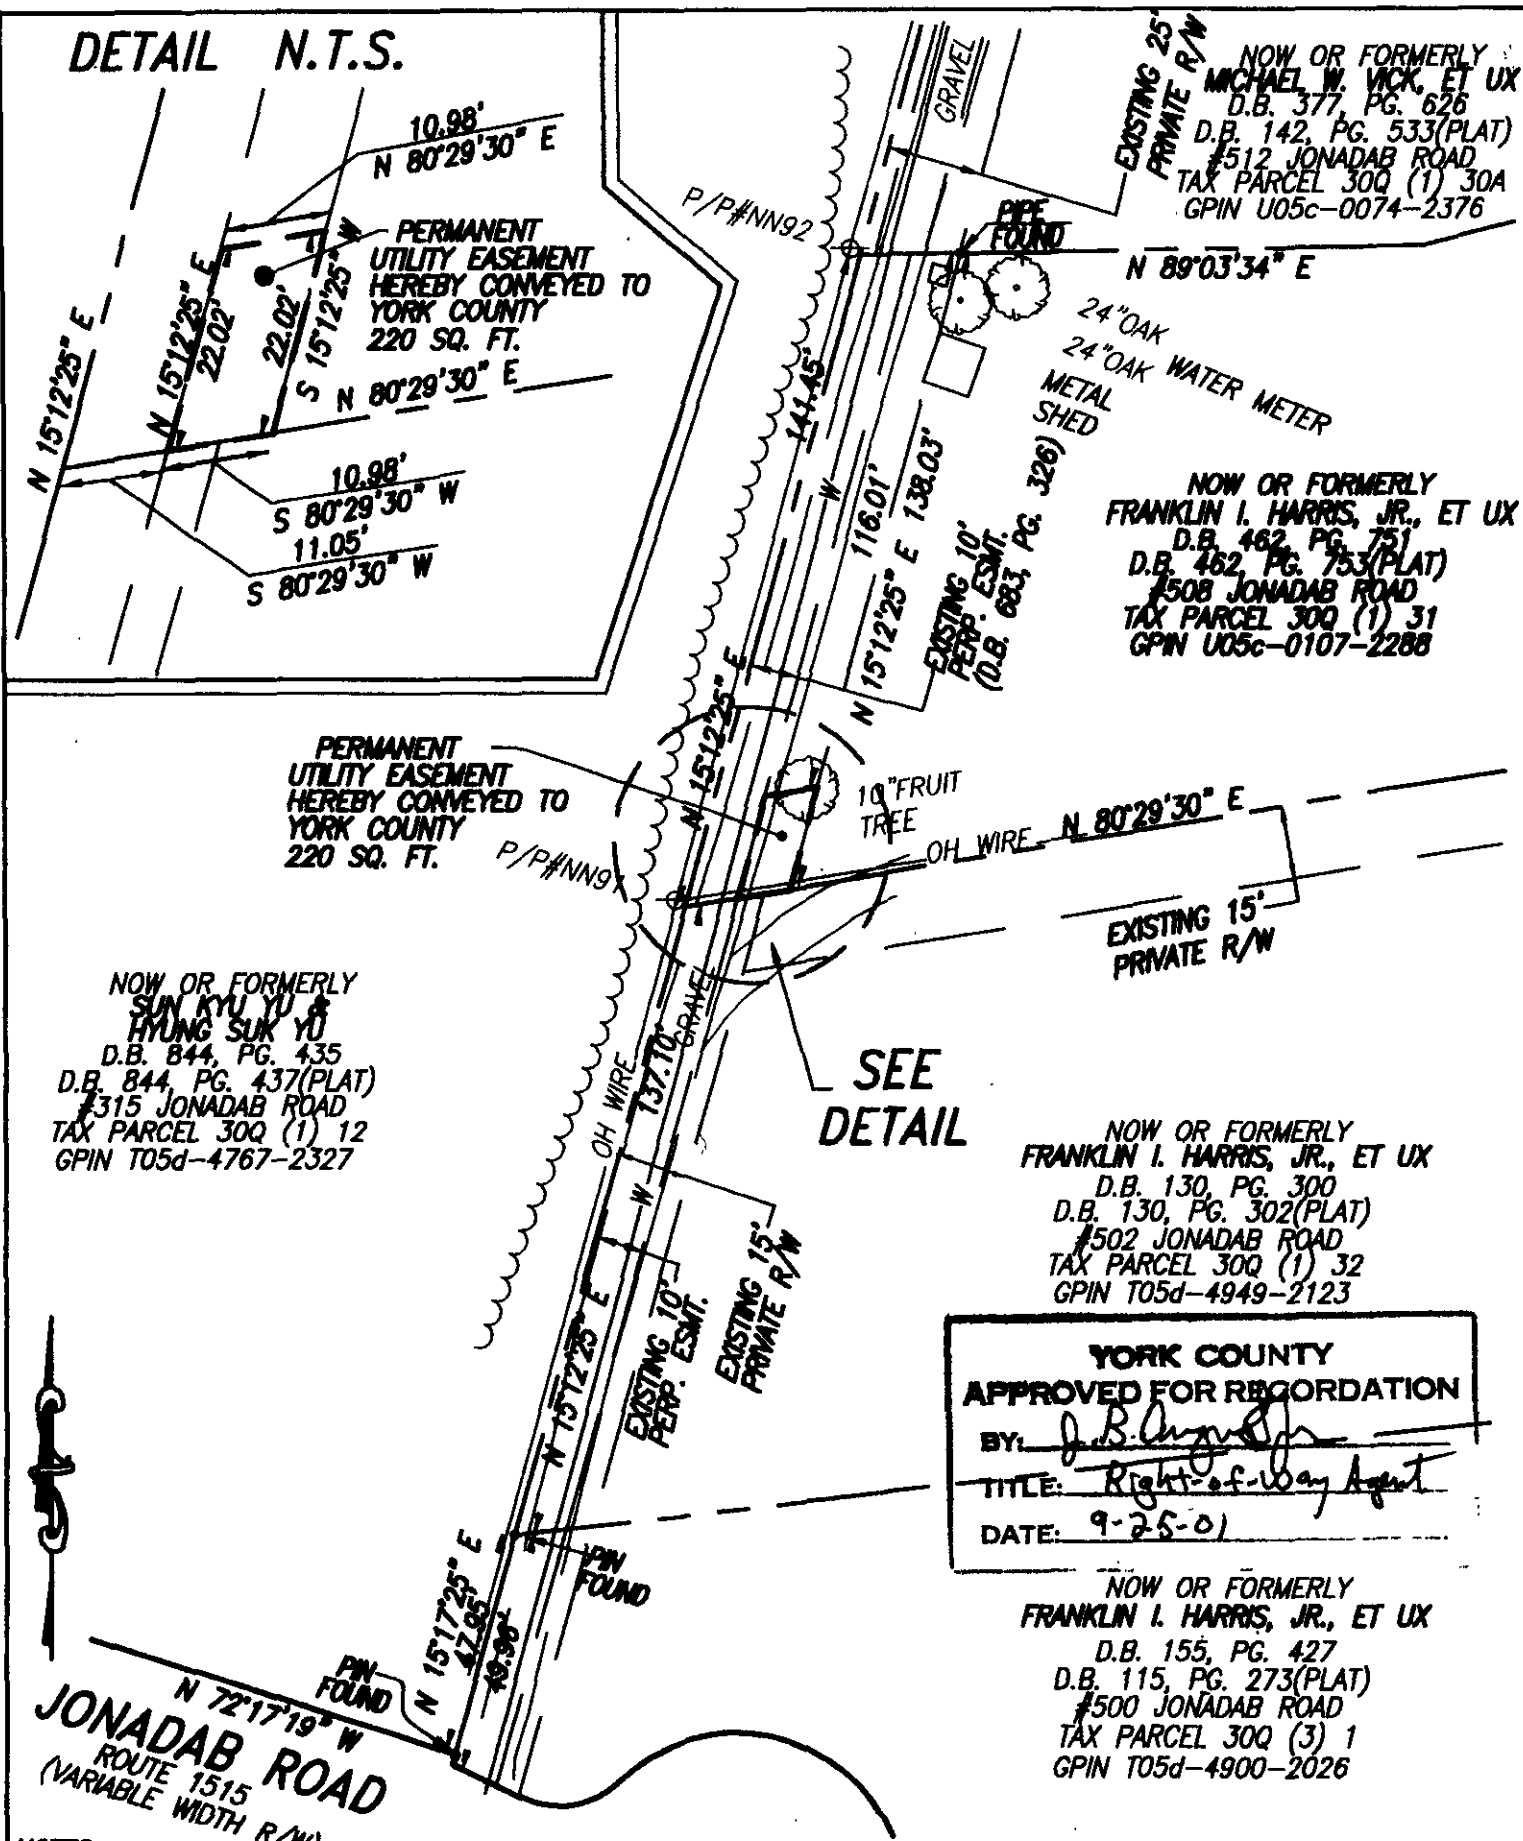 DETAIL N.T.S.
10.98'
N 80°29'30" E
PERMANENT
UTILITY EASEMENT
HEREBY CONVEYED TO
YORK COUNTY
220 SQ. FT.
N 15°12'25" E
N 15°12'25" E
22.02'
22.02'
S 15°12'25" W
N 80°29'30" E
10.98'
S 80°29'30" W
11.05'
S 80°29'30" W
GRAVEL
EXISTING 25'
PRIVATE R/W
NOW OR FORMERLY
MICHAEL W. VICK, ET UX
D.B. 377, PG. 626
D.B. 142, PG. 533(PLAT)
#512 JONADAB ROAD
TAX PARCEL 30Q (1) 30A
GPIN U05c-0074-2376
P/P#NN92
PIPE
FOUND
N 89°03'34" E
24"OAK
24"OAK
WATER METER
METAL
SHED
141.45'
W
116.01'
N 15°12'25" E 138.03'
EXISTING 10'
PERP. ESMT.
(D.B. 683, PG. 326)
NOW OR FORMERLY
FRANKLIN I. HARRIS, JR., ET UX
D.B. 462, PG. 751
D.B. 462, PG. 753(PLAT)
#508 JONADAB ROAD
TAX PARCEL 30Q (1) 31
GPIN U05c-0107-2288
N 15°12'25" E
PERMANENT
UTILITY EASEMENT
HEREBY CONVEYED TO
YORK COUNTY
220 SQ. FT.
P/P#NN91
10"FRUIT
TREE
OH WIRE
N 80°29'30" E
EXISTING 15'
PRIVATE R/W
NOW OR FORMERLY
SUN KYU YU &
HYUNG SUK YU
D.B. 844, PG. 435
D.B. 844, PG. 437(PLAT)
#315 JONADAB ROAD
TAX PARCEL 30Q (1) 12
GPIN T05d-4767-2327
GRAVEL
137.10'
OH WIRE
W
SEE
DETAIL
NOW OR FORMERLY
FRANKLIN I. HARRIS, JR., ET UX
D.B. 130, PG. 300
D.B. 130, PG. 302(PLAT)
#502 JONADAB ROAD
TAX PARCEL 30Q (1) 32
GPIN T05d-4949-2123
N 15°12'25" E
EXISTING 10'
PERP. ESMT.
EXISTING 15'
PRIVATE R/W
YORK COUNTY
APPROVED FOR RECORDATION
BY:
TITLE: Right-of-Way Agent
DATE: 9-25-01
PIN
FOUND
N 15°17'25" E
47.95'
49.96'
PIN
FOUND
N 72°17'19" W
JONADAB ROAD
ROUTE 1515
(VARIABLE WIDTH R/W)
NOW OR FORMERLY
FRANKLIN I. HARRIS, JR., ET UX
D.B. 155, PG. 427
D.B. 115, PG. 273(PLAT)
#500 JONADAB ROAD
TAX PARCEL 30Q (3) 1
GPIN T05d-4900-2026